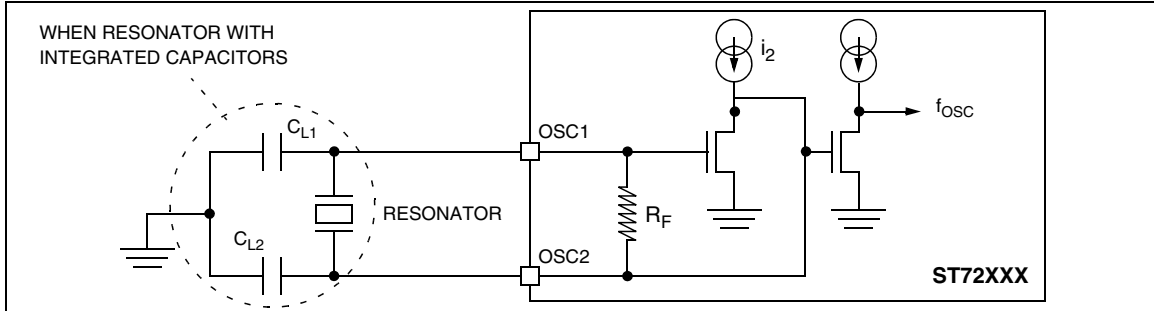 WHEN RESONATOR WITH
INTEGRATED CAPACITORS
i2
fOSC
CL1
OSC1
RESONATOR
RF
CL2
OSC2
ST72XXX